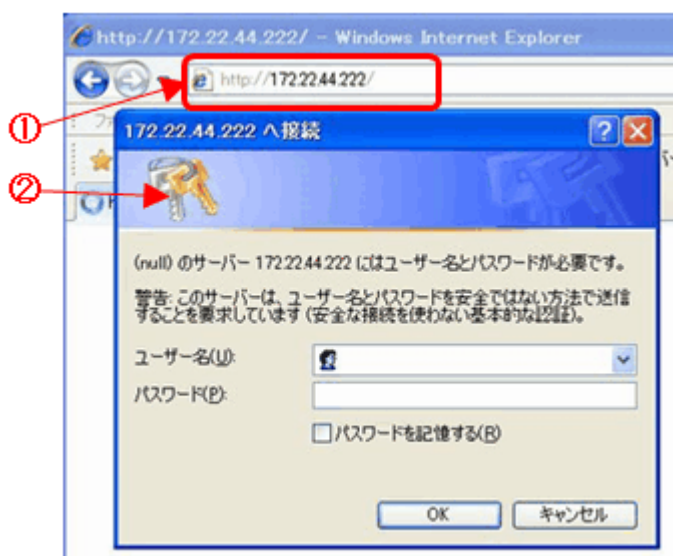 http://172.22.44.222/ - Windows Internet Explorer
① http://172.22.44.222/
172.22.44.222 へ接続
②
(null) のサーバー 172.22.44.222 にはユーザー名とパスワードが必要です。
警告: このサーバーは、ユーザー名とパスワードを安全ではない方法で送信
することを要求しています (安全な接続を使わない基本的な認証)。
ユーザー名(U):
パスワード(P):
パスワードを記憶する(R)
OK キャンセル